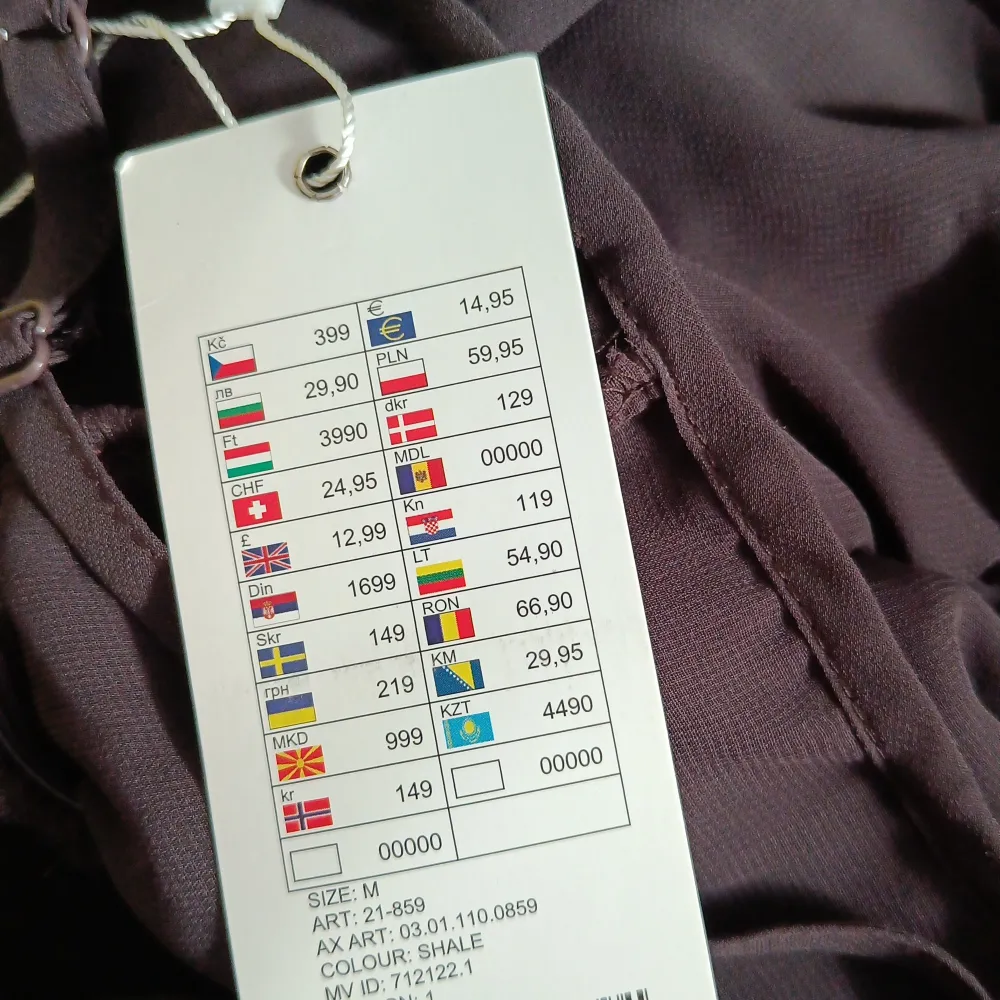 Kč 399 € 14,95
лв 29,90 PLN 59,95
Ft 3990 dkr 129
CHF 24,95 MDL 00000
£ 12,99 Kn 119
Din 1699 LT 54,90
Skr 149 RON 66,90
грн 219 KM 29,95
MKD 999 KZT 4490
kr 149 00000
00000
SIZE: M
ART: 21-859
AX ART: 03.01.110.0859
COLOUR: SHALE
MV ID: 712122.1